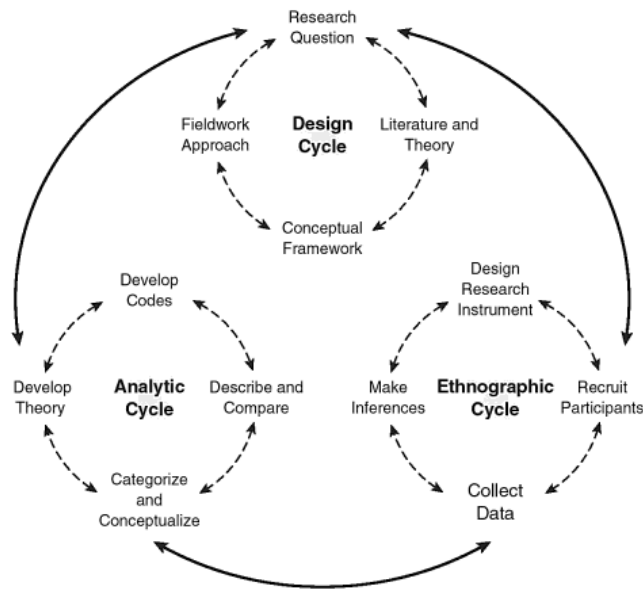 Research
Question
Fieldwork
Approach
Design
Cycle
Literature and
Theory
Conceptual
Framework
Develop
Codes
Develop
Theory
Analytic
Cycle
Describe and
Compare
Categorize
and
Conceptualize
Design
Research
Instrument
Make
Inferences
Ethnographic
Cycle
Recruit
Participants
Collect
Data